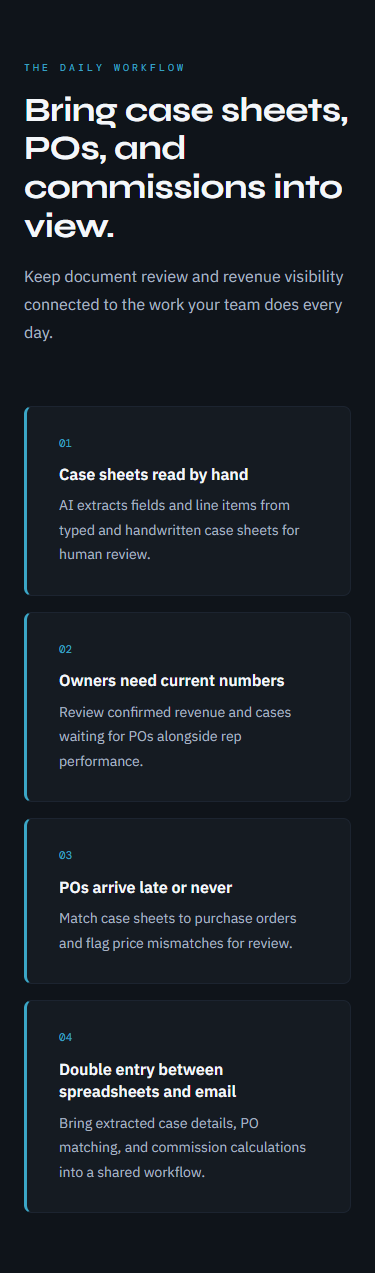 THE DAILY WORKFLOW
Bring case sheets,
POs, and
commissions into
view.
Keep document review and revenue visibility
connected to the work your team does every
day.
01
Case sheets read by hand
AI extracts fields and line items from
typed and handwritten case sheets for
human review.
02
Owners need current numbers
Review confirmed revenue and cases
waiting for POs alongside rep
performance.
03
POs arrive late or never
Match case sheets to purchase orders
and flag price mismatches for review.
04
Double entry between
spreadsheets and email
Bring extracted case details, PO
matching, and commission calculations
into a shared workflow.